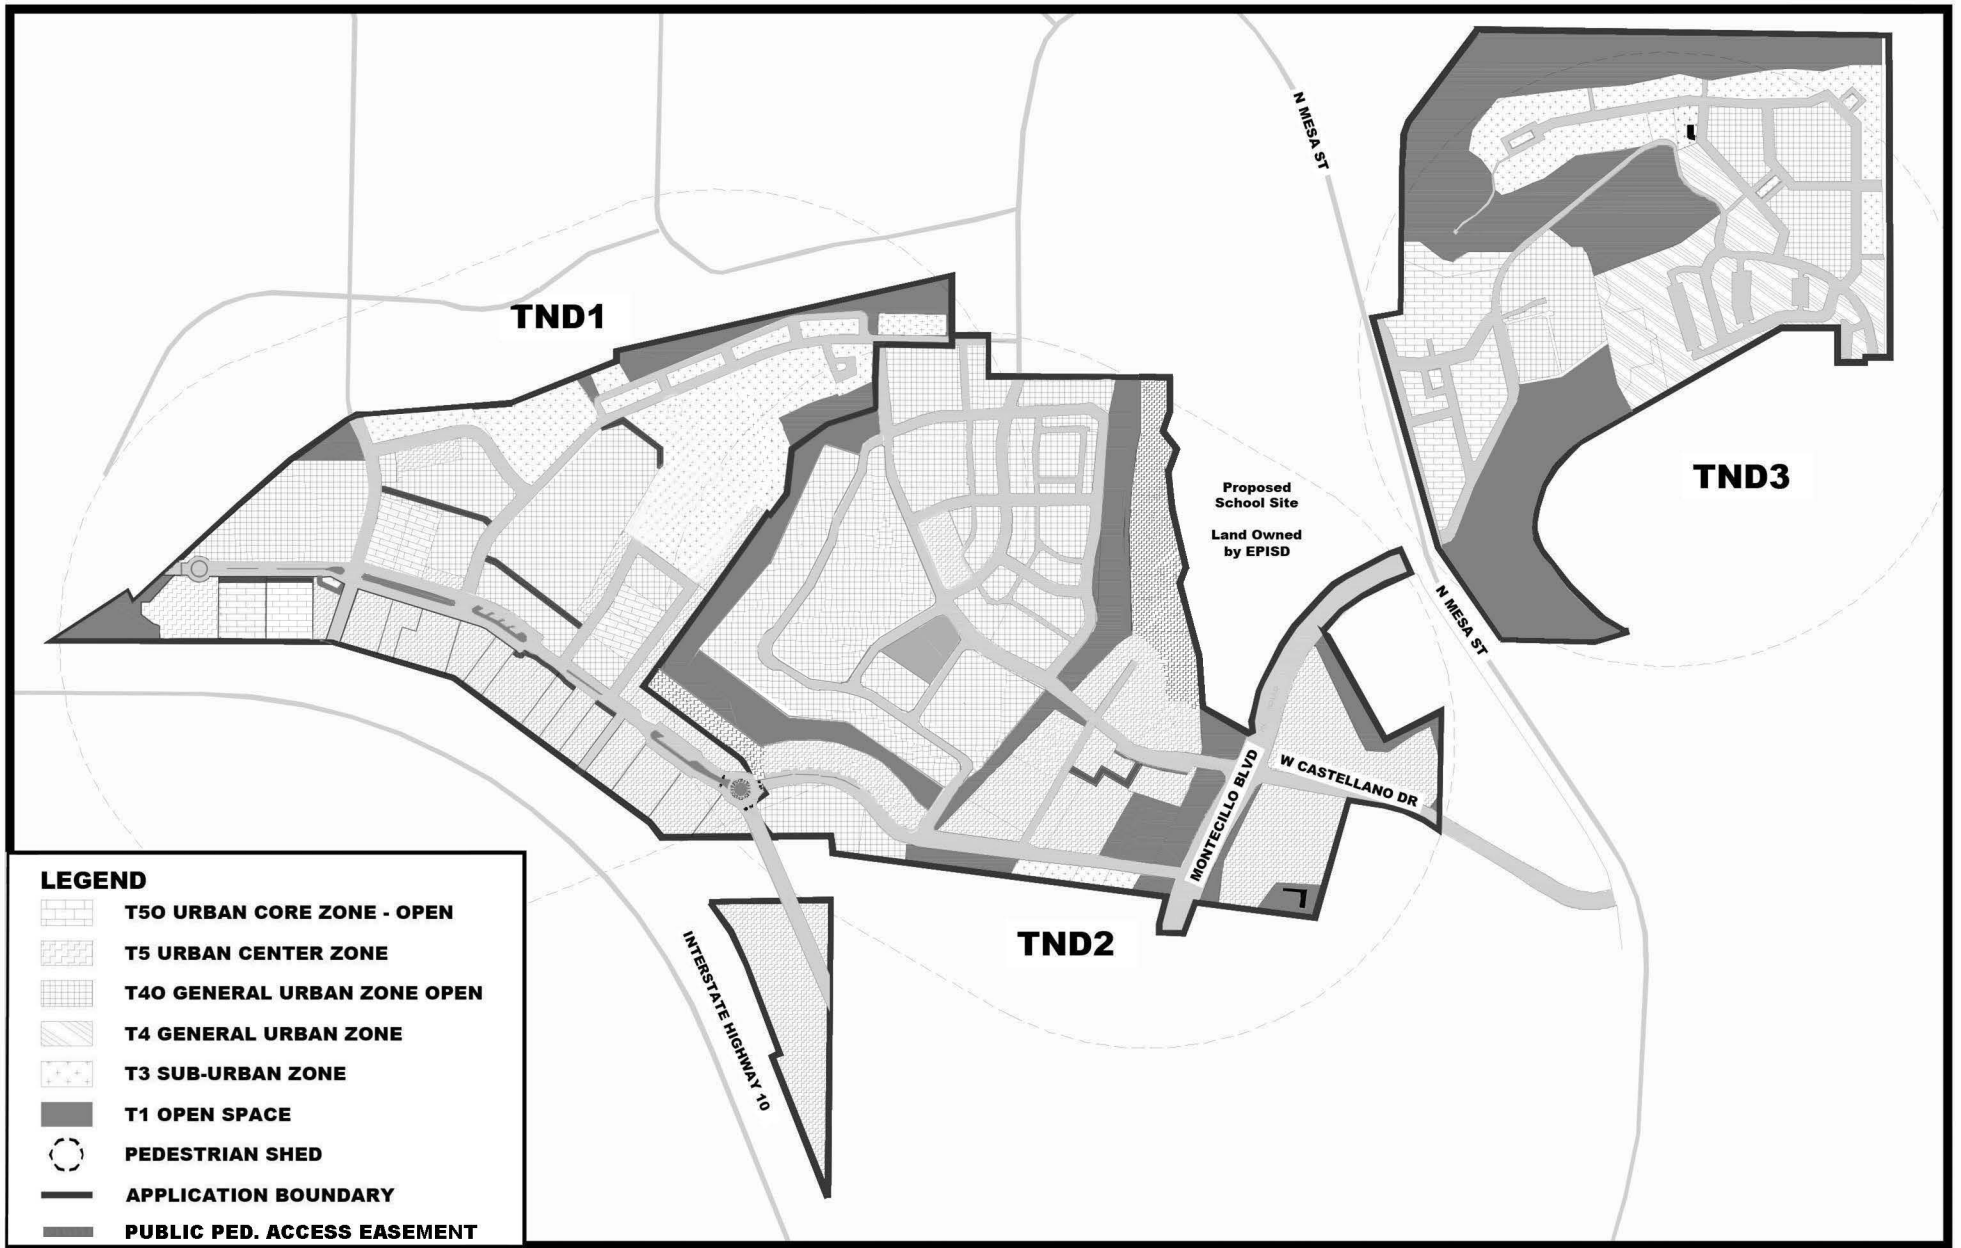 N MESA ST
TND1
TND3
Proposed
School Site
Land Owned
by EPISD
N MESA ST
W CASTELLANO DR
MONTECILLO BLVD
TND2
INTERSTATE HIGHWAY 10
LEGEND
T5O URBAN CORE ZONE - OPEN
T5 URBAN CENTER ZONE
T4O GENERAL URBAN ZONE OPEN
T4 GENERAL URBAN ZONE
T3 SUB-URBAN ZONE
T1 OPEN SPACE
PEDESTRIAN SHED
APPLICATION BOUNDARY
PUBLIC PED. ACCESS EASEMENT